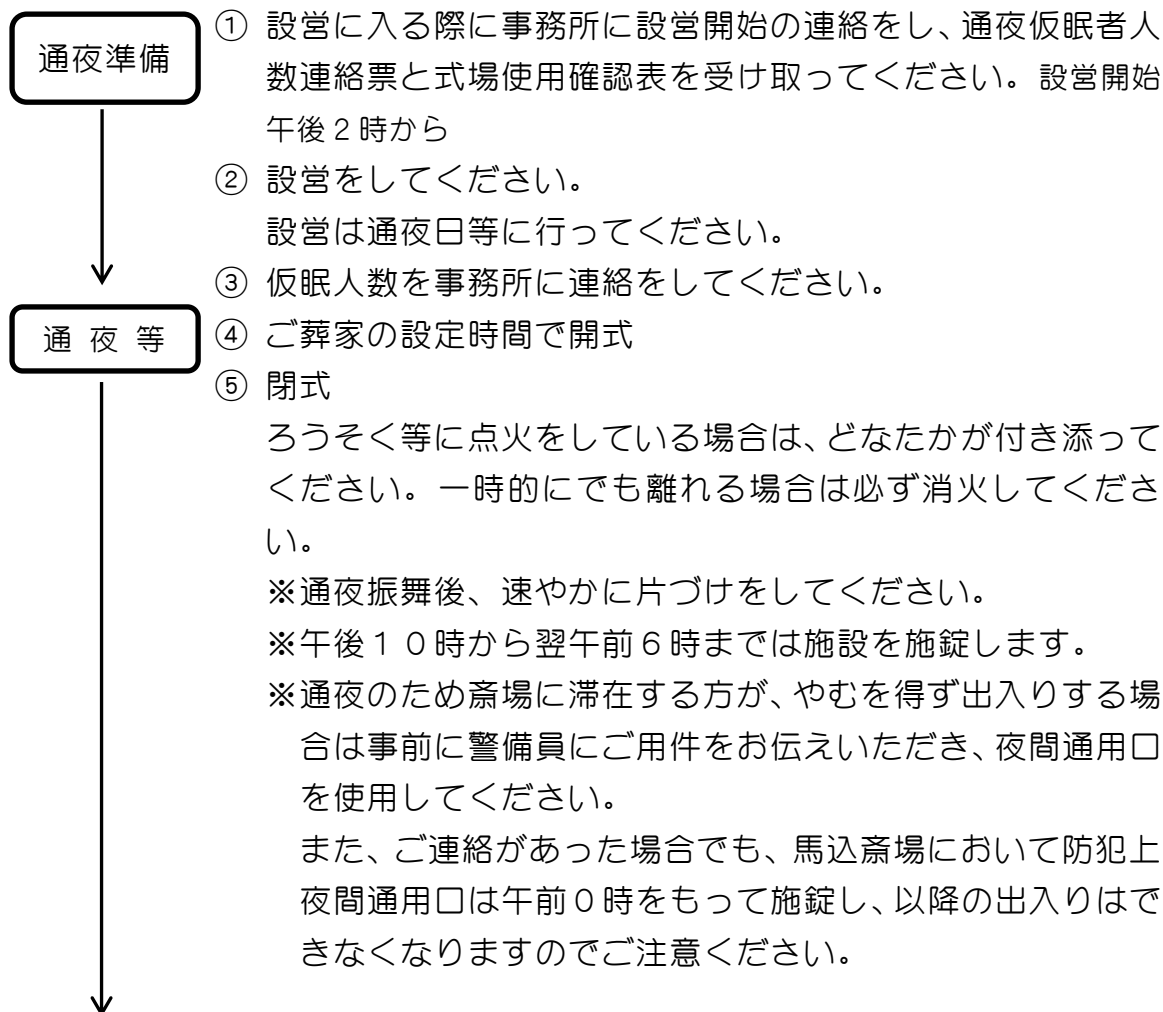 通夜準備
① 設営に入る際に事務所に設営開始の連絡をし、通夜仮眠者人
数連絡票と式場使用確認表を受け取ってください。設営開始
午後２時から
② 設営をしてください。
設営は通夜日等に行ってください。
③ 仮眠人数を事務所に連絡をしてください。
通 夜 等
④ ご葬家の設定時間で開式
⑤ 閉式
ろうそく等に点火をしている場合は、どなたかが付き添って
ください。一時的にでも離れる場合は必ず消火してくださ
い。
※通夜振舞後、速やかに片づけをしてください。
※午後１０時から翌午前６時までは施設を施錠します。
※通夜のため斎場に滞在する方が、やむを得ず出入りする場
合は事前に警備員にご用件をお伝えいただき、夜間通用口
を使用してください。
また、ご連絡があった場合でも、馬込斎場において防犯上
夜間通用口は午前０時をもって施錠し、以降の出入りはで
きなくなりますのでご注意ください。